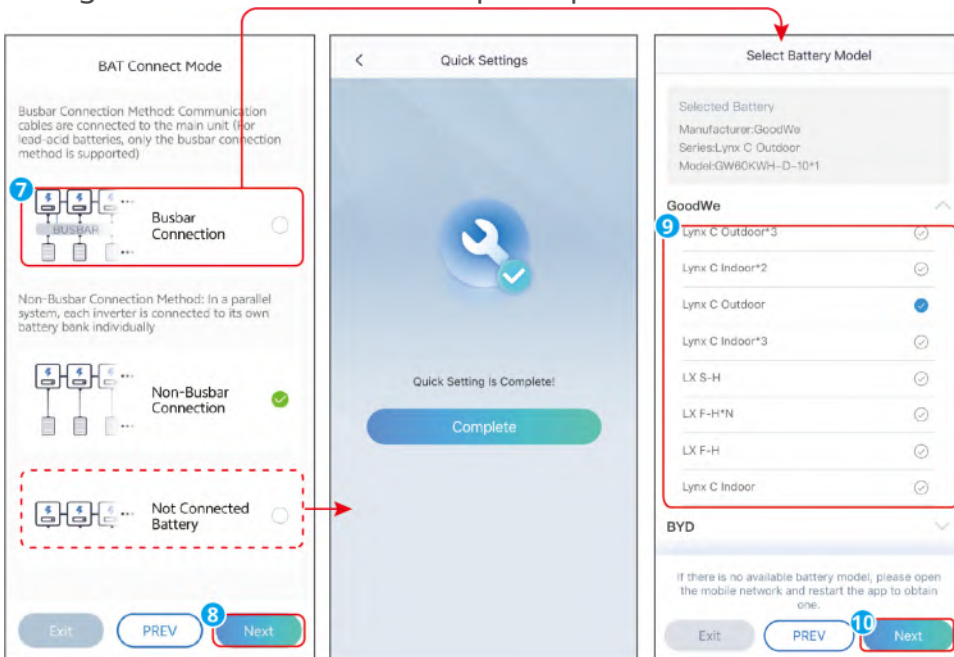 BAT Connect Mode
Busbar Connection Method: Communication
cables are connected to the main unit (For
lead-acid batteries, only the busbar connection
method is supported)
7
BUSBAR
Busbar
Connection
Non-Busbar Connection Method: In a parallel
system, each inverter is connected to its own
battery bank individually
Non-Busbar
Connection
Not Connected
Battery
Exit
PREV
8
Next
Quick Settings
Quick Setting Is Complete!
Complete
Select Battery Model
Selected Battery
Manufacturer:GoodWe
Series:Lynx C Outdoor
Model:GW60KWH-D-10*1
GoodWe
9
Lynx C Outdoor*3
Lynx C Indoor*2
Lynx C Outdoor
Lynx C Indoor*3
LX S-H
LX F-H*N
LX F-H
Lynx C Indoor
BYD
If there is no available battery model, please open
the mobile network and restart the app to obtain
one.
Exit
PREV
10
Next